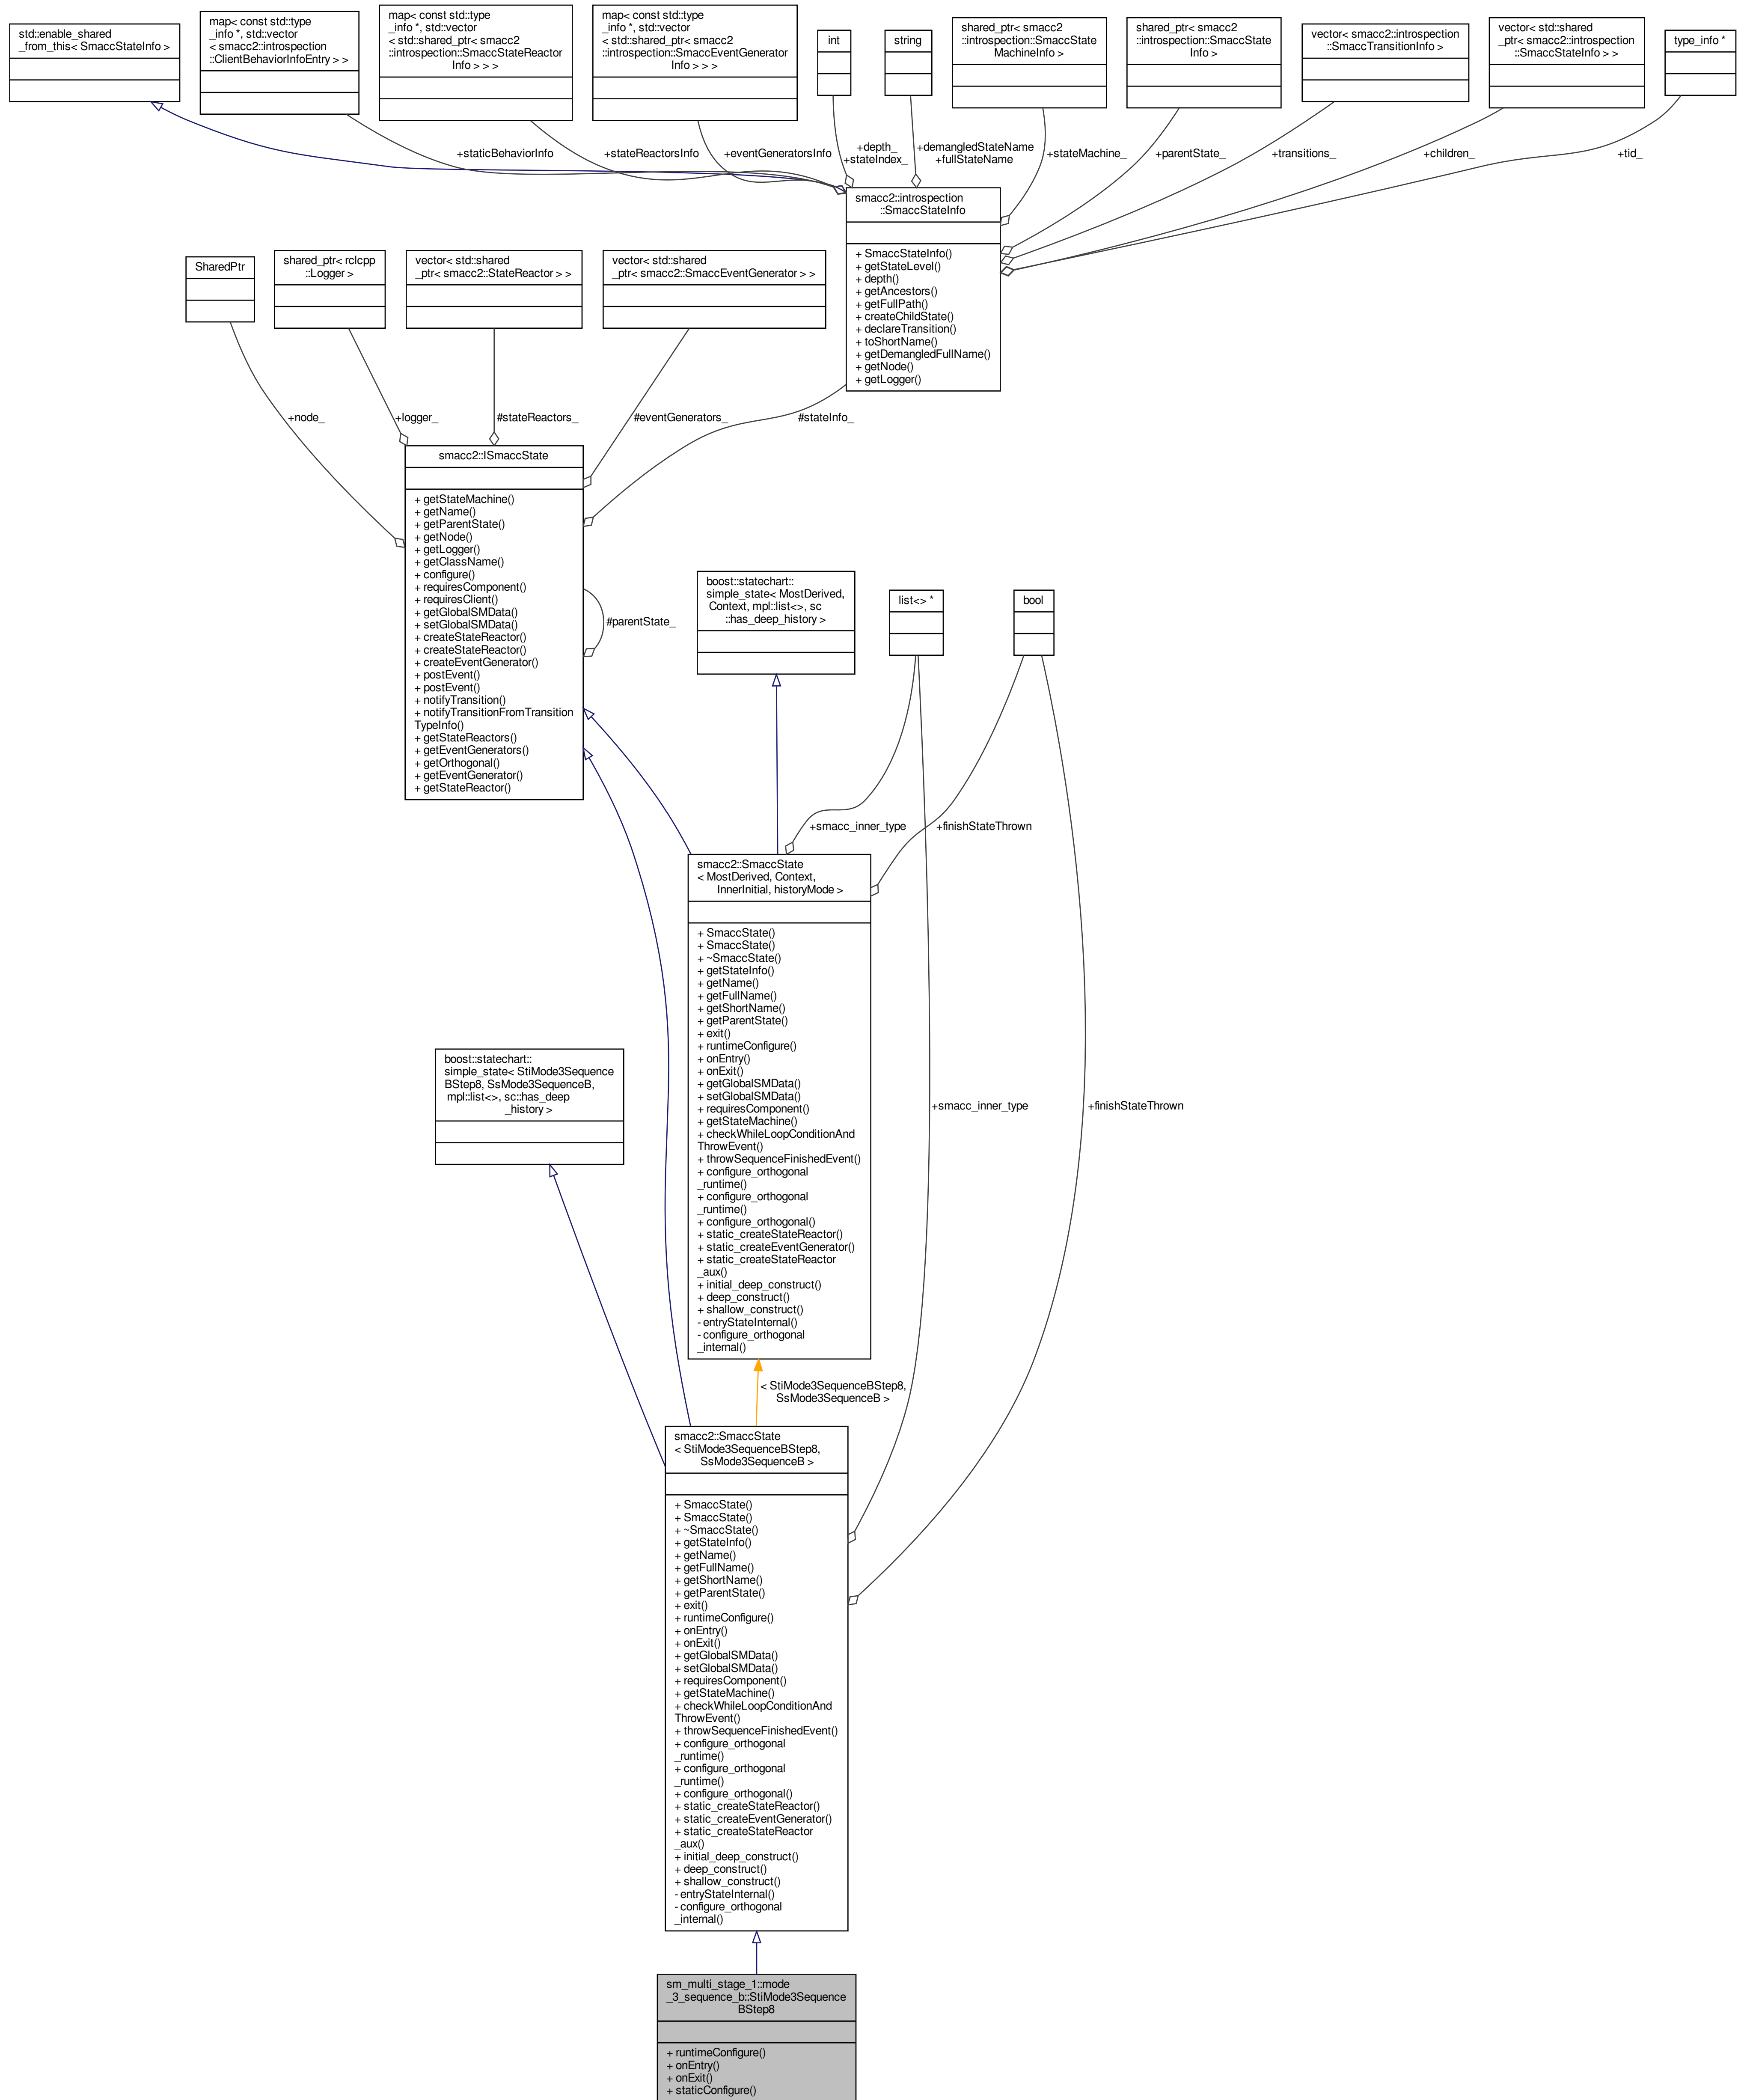 std::enable_shared
_from_this< SmaccStateInfo >
map< const std::type
_info *, std::vector
< smacc2::introspection
::ClientBehaviorInfoEntry > >
map< const std::type
_info *, std::vector
< std::shared_ptr< smacc2
::introspection::SmaccStateReactor
Info > > >
map< const std::type
_info *, std::vector
< std::shared_ptr< smacc2
::introspection::SmaccEventGenerator
Info > > >
int
string
shared_ptr< smacc2
::introspection::SmaccState
MachineInfo >
shared_ptr< smacc2
::introspection::SmaccState
Info >
vector< smacc2::introspection
::SmaccTransitionInfo >
vector< std::shared
_ptr< smacc2::introspection
::SmaccStateInfo > >
type_info *
+staticBehaviorInfo
+stateReactorsInfo
+eventGeneratorsInfo
+depth_
+stateIndex_
+demangledStateName
+fullStateName
+stateMachine_
+parentState_
+transitions_
+children_
+tid_
smacc2::introspection
::SmaccStateInfo
+ SmaccStateInfo()
+ getStateLevel()
+ depth()
+ getAncestors()
+ getFullPath()
+ createChildState()
+ declareTransition()
+ toShortName()
+ getDemangledFullName()
+ getNode()
+ getLogger()
SharedPtr
shared_ptr< rclcpp
::Logger >
vector< std::shared
_ptr< smacc2::StateReactor > >
vector< std::shared
_ptr< smacc2::SmaccEventGenerator > >
+node_
+logger_
#stateReactors_
#eventGenerators_
#stateInfo_
smacc2::ISmaccState
+ getStateMachine()
+ getName()
+ getParentState()
+ getNode()
+ getLogger()
+ getClassName()
+ configure()
+ requiresComponent()
+ requiresClient()
+ getGlobalSMData()
+ setGlobalSMData()
+ createStateReactor()
+ createStateReactor()
+ createEventGenerator()
+ postEvent()
+ postEvent()
+ notifyTransition()
+ notifyTransitionFromTransition
TypeInfo()
+ getStateReactors()
+ getEventGenerators()
+ getOrthogonal()
+ getEventGenerator()
+ getStateReactor()
#parentState_
boost::statechart::
simple_state< MostDerived,
Context, mpl::list<>, sc
::has_deep_history >
list<> *
bool
+smacc_inner_type
+finishStateThrown
smacc2::SmaccState
< MostDerived, Context,
InnerInitial, historyMode >
+ SmaccState()
+ SmaccState()
+ ~SmaccState()
+ getStateInfo()
+ getName()
+ getFullName()
+ getShortName()
+ getParentState()
+ exit()
+ runtimeConfigure()
+ onEntry()
+ onExit()
+ getGlobalSMData()
+ setGlobalSMData()
+ requiresComponent()
+ getStateMachine()
+ checkWhileLoopConditionAnd
ThrowEvent()
+ throwSequenceFinishedEvent()
+ configure_orthogonal
_runtime()
+ configure_orthogonal
_runtime()
+ configure_orthogonal()
+ static_createStateReactor()
+ static_createEventGenerator()
+ static_createStateReactor
_aux()
+ initial_deep_construct()
+ deep_construct()
+ shallow_construct()
- entryStateInternal()
- configure_orthogonal
_internal()
boost::statechart::
simple_state< StiMode3Sequence
BStep8, SsMode3SequenceB,
mpl::list<>, sc::has_deep
_history >
+smacc_inner_type
+finishStateThrown
< StiMode3SequenceBStep8,
SsMode3SequenceB >
smacc2::SmaccState
< StiMode3SequenceBStep8,
SsMode3SequenceB >
+ SmaccState()
+ SmaccState()
+ ~SmaccState()
+ getStateInfo()
+ getName()
+ getFullName()
+ getShortName()
+ getParentState()
+ exit()
+ runtimeConfigure()
+ onEntry()
+ onExit()
+ getGlobalSMData()
+ setGlobalSMData()
+ requiresComponent()
+ getStateMachine()
+ checkWhileLoopConditionAnd
ThrowEvent()
+ throwSequenceFinishedEvent()
+ configure_orthogonal
_runtime()
+ configure_orthogonal
_runtime()
+ configure_orthogonal()
+ static_createStateReactor()
+ static_createEventGenerator()
+ static_createStateReactor
_aux()
+ initial_deep_construct()
+ deep_construct()
+ shallow_construct()
- entryStateInternal()
- configure_orthogonal
_internal()
sm_multi_stage_1::mode
_3_sequence_b::StiMode3Sequence
BStep8
+ runtimeConfigure()
+ onEntry()
+ onExit()
+ staticConfigure()